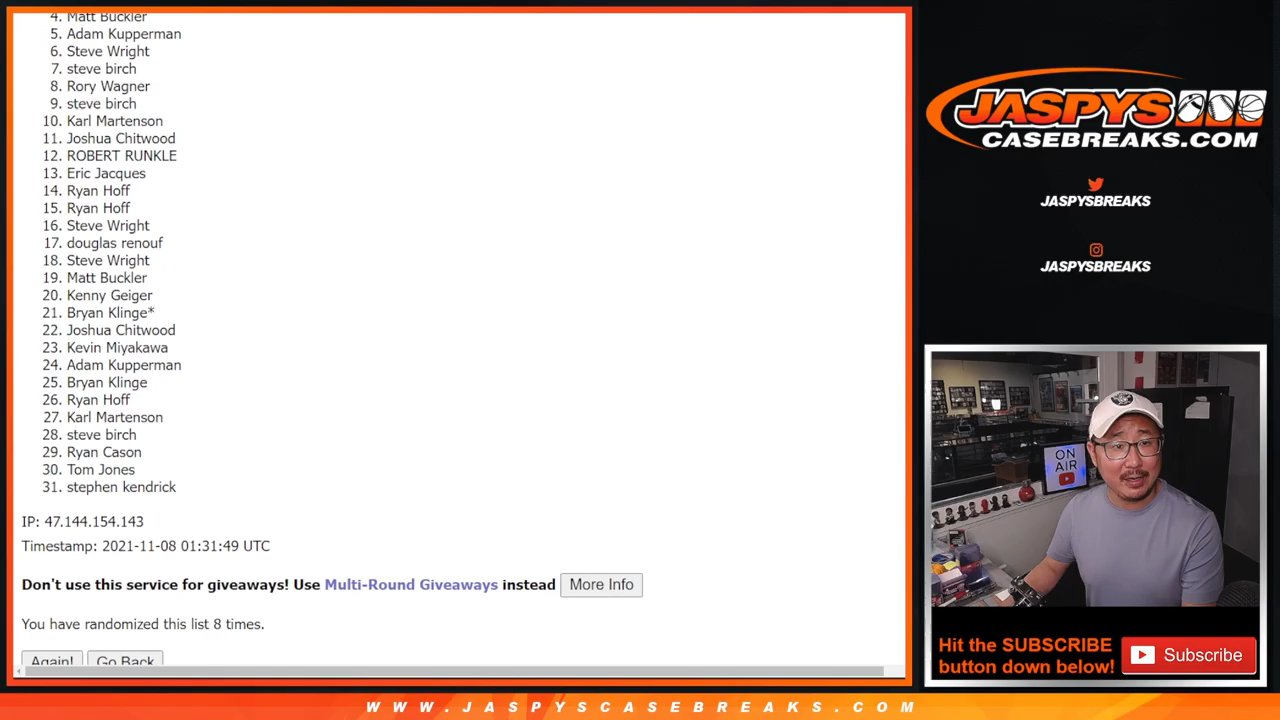 4. Matt Buckler
5. Adam Kupperman
6. Steve Wright
7. steve birch
8. Rory Wagner
9. steve birch
10. Karl Martenson
11. Joshua Chitwood
12. ROBERT RUNKLE
13. Eric Jacques
14. Ryan Hoff
15. Ryan Hoff
16. Steve Wright
17. douglas renouf
18. Steve Wright
19. Matt Buckler
20. Kenny Geiger
21. Bryan Klinge*
22. Joshua Chitwood
23. Kevin Miyakawa
24. Adam Kupperman
25. Bryan Klinge
26. Ryan Hoff
27. Karl Martenson
28. steve birch
29. Ryan Cason
30. Tom Jones
31. stephen kendrick
IP: 47.144.154.143
Timestamp: 2021-11-08 01:31:49 UTC
Don't use this service for giveaways! Use Multi-Round Giveaways instead More Info
You have randomized this list 8 times.
Again! Go Back
JASPYS
CASEBREAKS.COM
JASPYSBREAKS
JASPYSBREAKS
ON
AIR
Hit the SUBSCRIBE
button down below!
Subscribe
WWW.JASPYSCASEBREAKS.COM